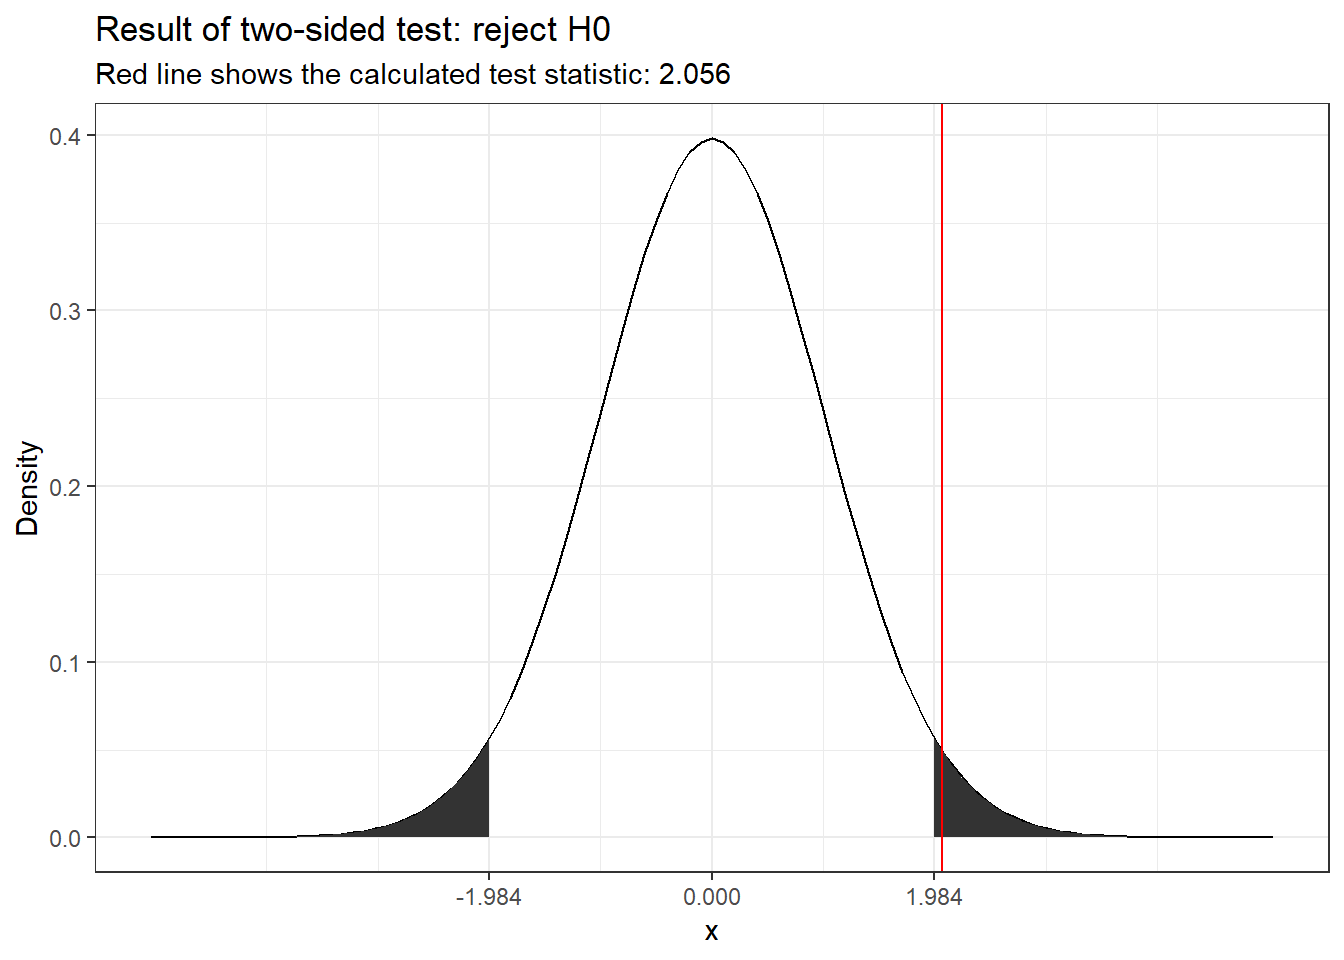 Result of two-sided test: reject H0
Red line shows the calculated test statistic: 2.056
0.4
0.3
0.2
0.1
0.0
Density
-1.984 0.000 1.984
x